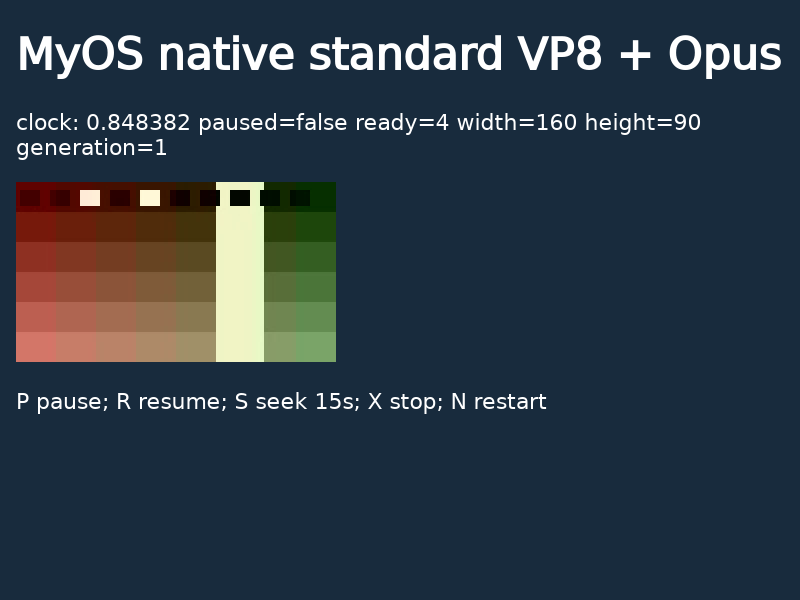 MyOS native standard VP8 + Opus
clock: 0.848382 paused=false ready=4 width=160 height=90
generation=1
P pause; R resume; S seek 15s; X stop; N restart